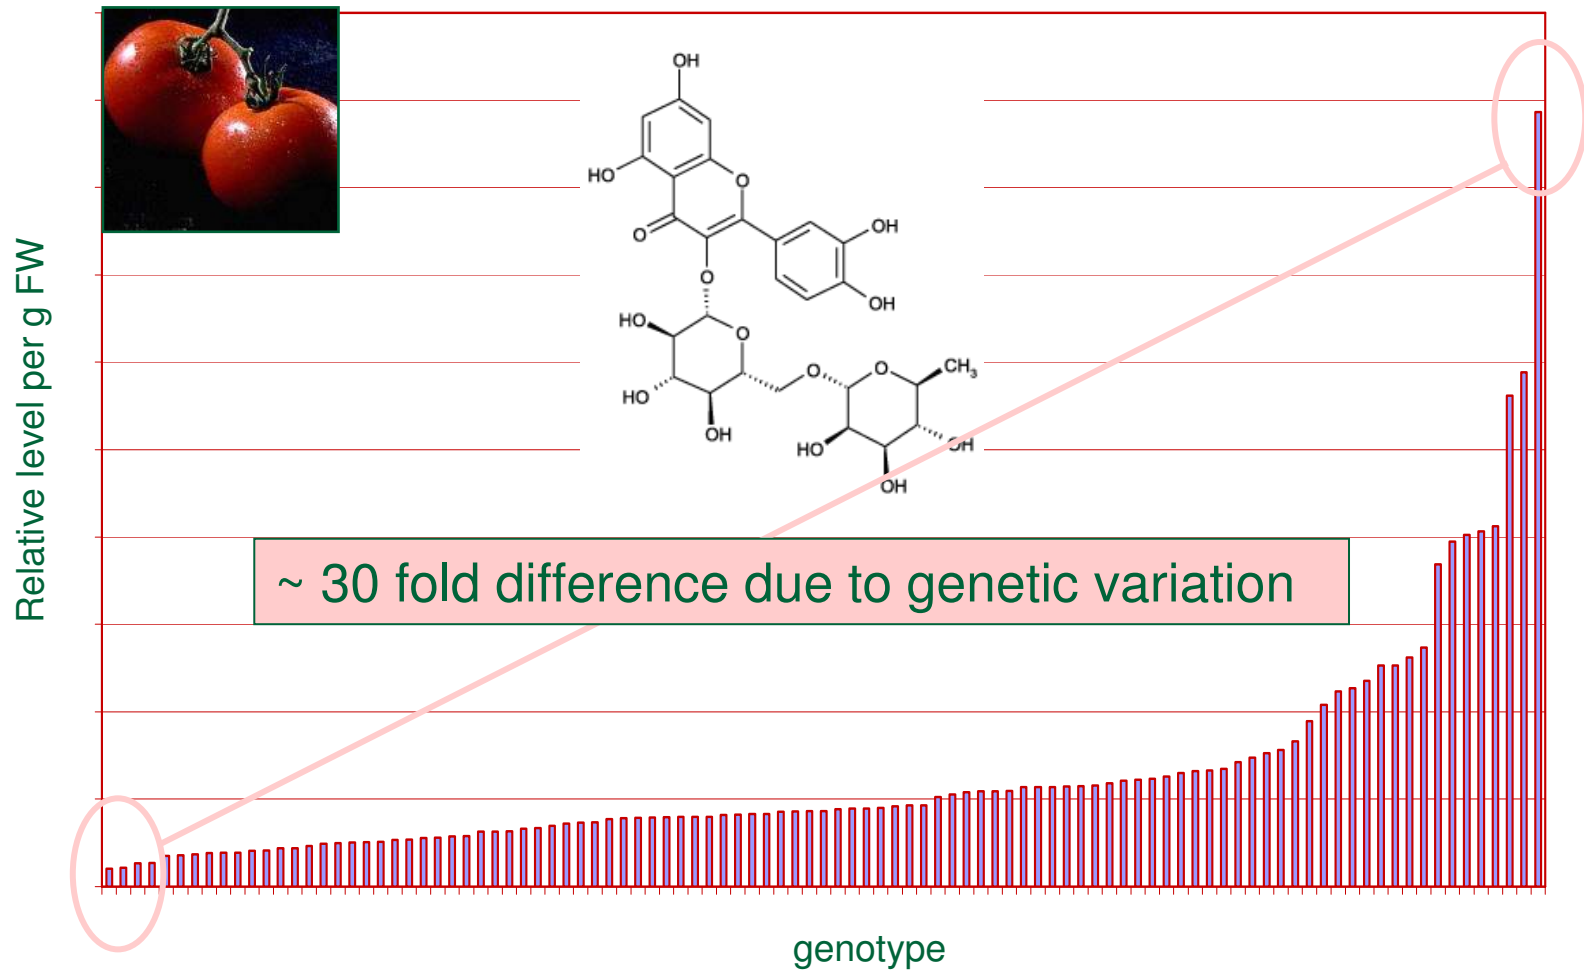 OH
HO
O
O
OH
O
OH
HO
O
HO
O
O
CH3
OH
HO
OH
OH
Relative level per g FW
~ 30 fold difference due to genetic variation
genotype